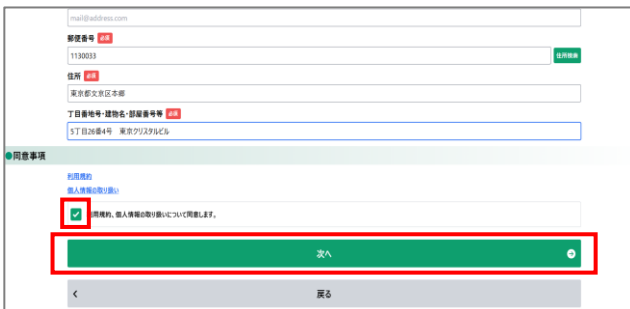 mail@address.com
郵便番号 必須
1130033
住所検索
住所 必須
東京都文京区本郷
丁目番地号・建物名・部屋番号等 必須
5丁目26番4号 東京クリスタルビル
同意事項
利用規約
個人情報の取り扱い
利用規約、個人情報の取り扱いについて同意します。
次へ
戻る